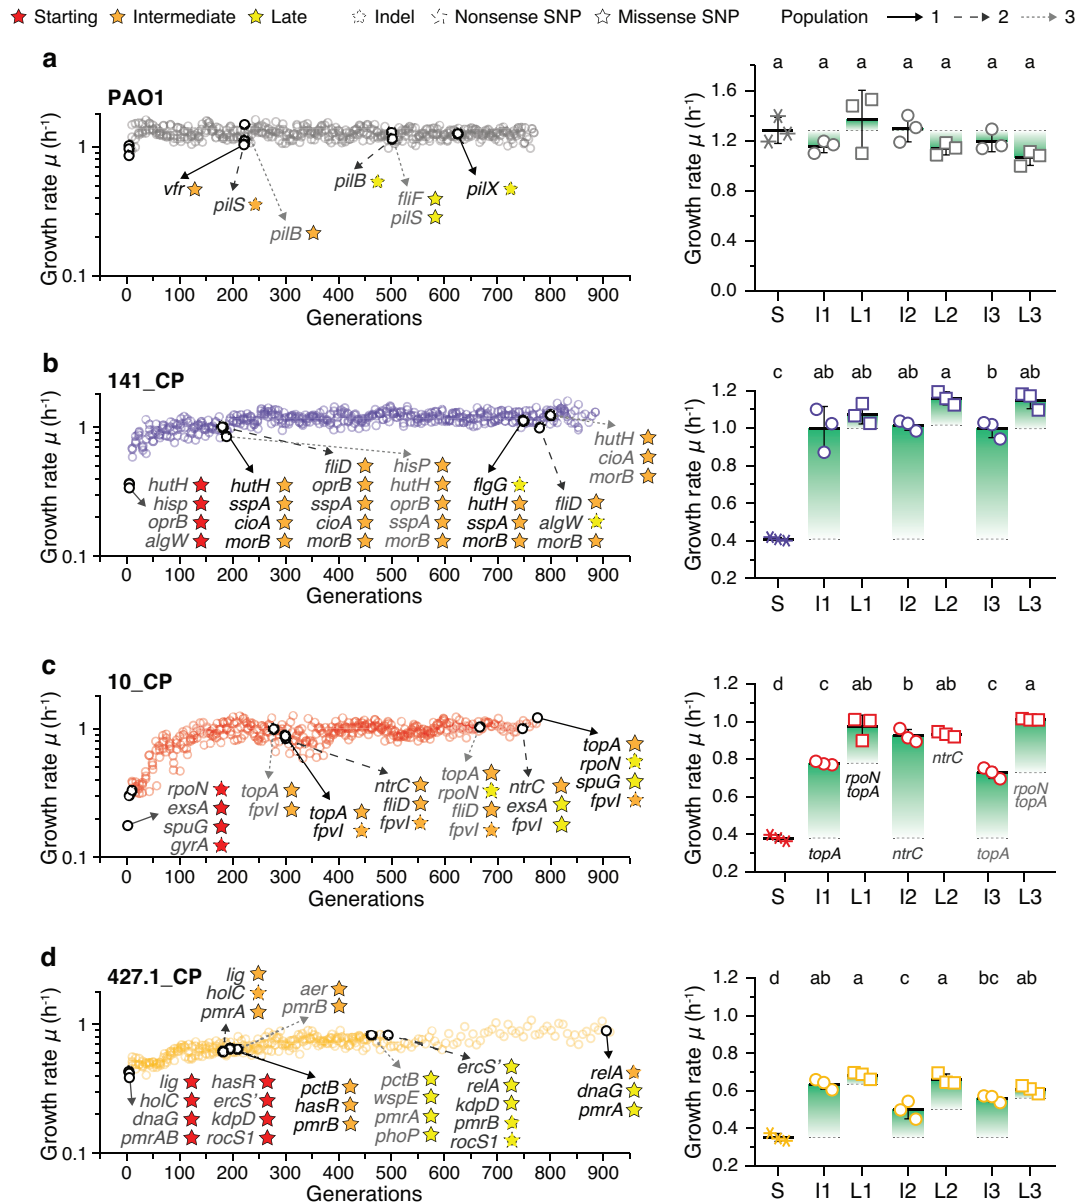 Starting Intermediate Late Indel Nonsense SNP Missense SNP Population 1 2 3
a
PAO1
Growth rate µ (h⁻¹)
1
0.1
vfr
pilS
pilB
pilB
fliF
pilS
pilX
0 100 200 300 400 500 600 700 800 900
Generations
a a a a a a a
Growth rate µ (h⁻¹)
1.6
1.2
0.8
0.4
0.0
S I1 L1 I2 L2 I3 L3
b
141_CP
Growth rate µ (h⁻¹)
1
0.1
hutH
hisp
oprB
algW
hutH
sspA
cioA
morB
fliD
oprB
sspA
cioA
morB
hisP
hutH
oprB
sspA
morB
flgG
hutH
sspA
morB
fliD
algW
morB
hutH
cioA
morB
0 100 200 300 400 500 600 700 800 900
Generations
c ab ab ab a b a
Growth rate µ (h⁻¹)
1.2
1.0
0.8
0.6
0.4
0.2
S I1 L1 I2 L2 I3 L3
c
10_CP
Growth rate µ (h⁻¹)
1
0.1
rpoN
exsA
spuG
gyrA
topA
fpvI
topA
fpvI
ntrC
fliD
fpvI
topA
rpoN
fliD
fpvI
ntrC
exsA
fpvI
topA
rpoN
spuG
fpvI
0 100 200 300 400 500 600 700 800 900
Generations
d c ab b ab c a
Growth rate µ (h⁻¹)
1.2
1.0
0.8
0.6
0.4
0.2
topA
rpoN
topA
ntrC
ntrC
topA
rpoN
topA
S I1 L1 I2 L2 I3 L3
d
427.1_CP
Growth rate µ (h⁻¹)
1
0.1
lig
holC
pmrA
aer
pmrB
lig
holC
dnaG
pmrAB
hasR
ercS'
kdpD
rocS1
pctB
hasR
pmrB
pctB
wspE
pmrA
phoP
ercS'
relA
kdpD
pmrB
rocS1
relA
dnaG
pmrA
0 100 200 300 400 500 600 700 800 900
Generations
d ab a c a bc ab
Growth rate µ (h⁻¹)
1.2
1.0
0.8
0.6
0.4
0.2
S I1 L1 I2 L2 I3 L3